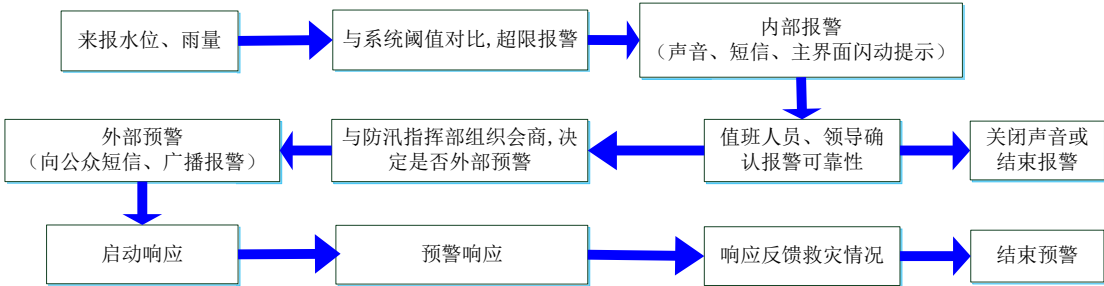 来报水位、雨量
与系统阈值对比,超限报警
内部报警
（声音、短信、主界面闪动提示）
外部预警
（向公众短信、广播报警）
与防汛指挥部组织会商,决
定是否外部预警
值班人员、领导确
认报警可靠性
关闭声音或
结束报警
启动响应
预警响应
响应反馈救灾情况
结束预警